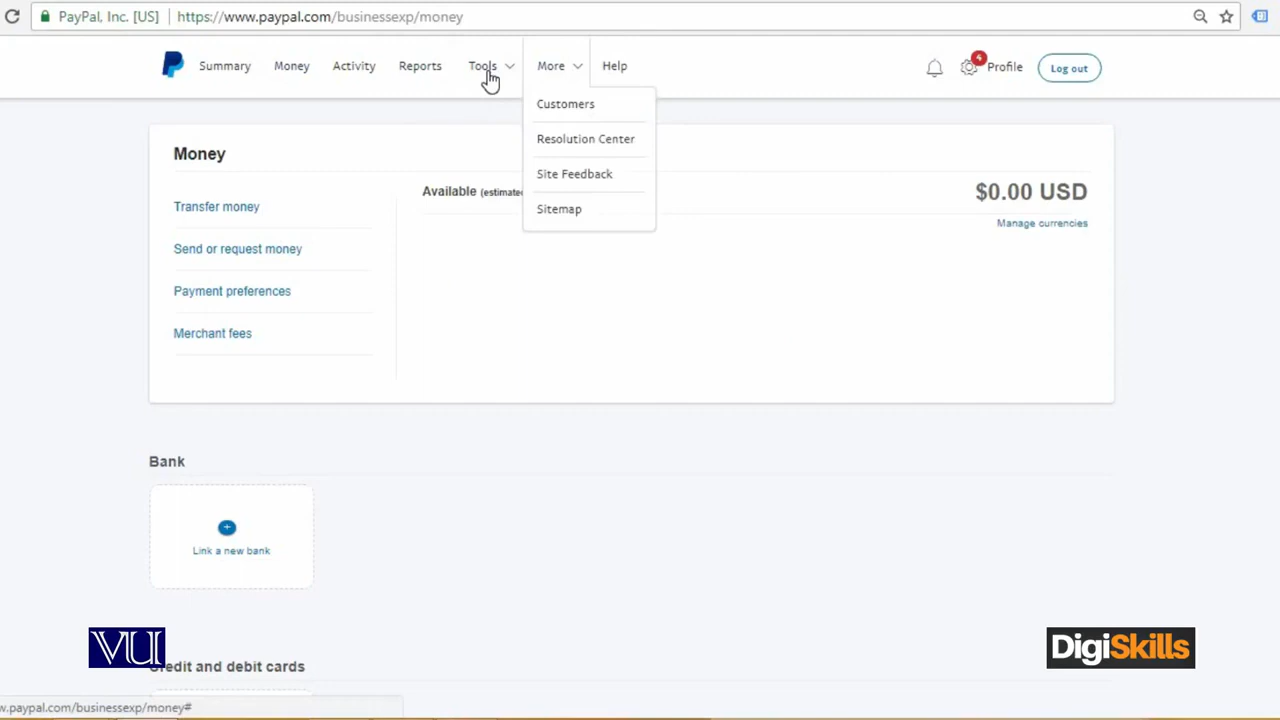 PayPal, Inc. [US] https://www.paypal.com/businessexp/money
Summary Money Activity Reports Tools More Help 4 Profile Log out
Customers
Resolution Center
Site Feedback
Sitemap
Money
Transfer money
Send or request money
Payment preferences
Merchant fees
Available (estimated
$0.00 USD
Manage currencies
Bank
+
Link a new bank
VU
DigiSkills
Credit and debit cards
w.paypal.com/businessexp/money#